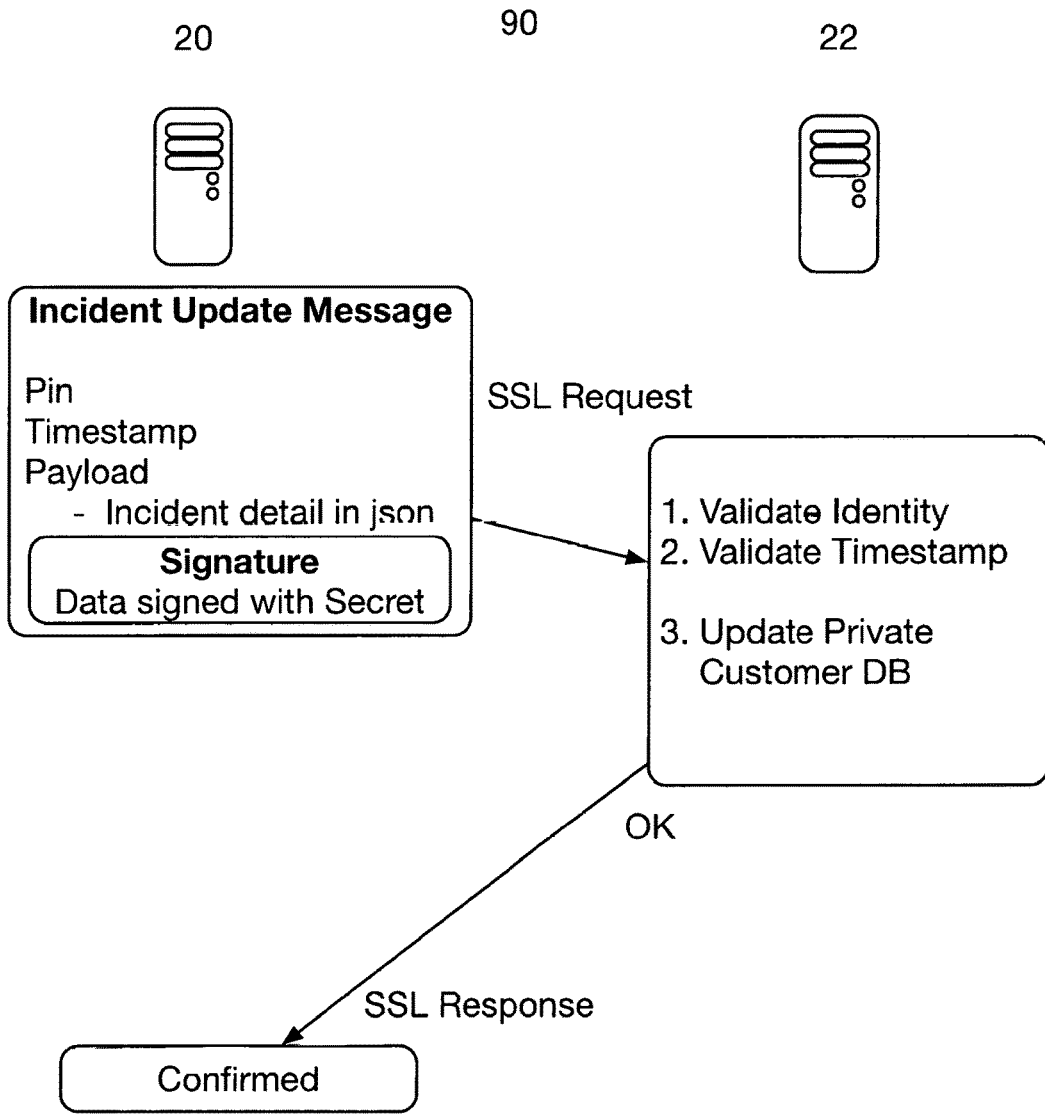 20
90
22
Incident Update Message
Pin
Timestamp
Payload
- Incident detail in json
Signature
Data signed with Secret
SSL Request
1. Validate Identity
2. Validate Timestamp
3. Update Private
Customer DB
OK
SSL Response
Confirmed